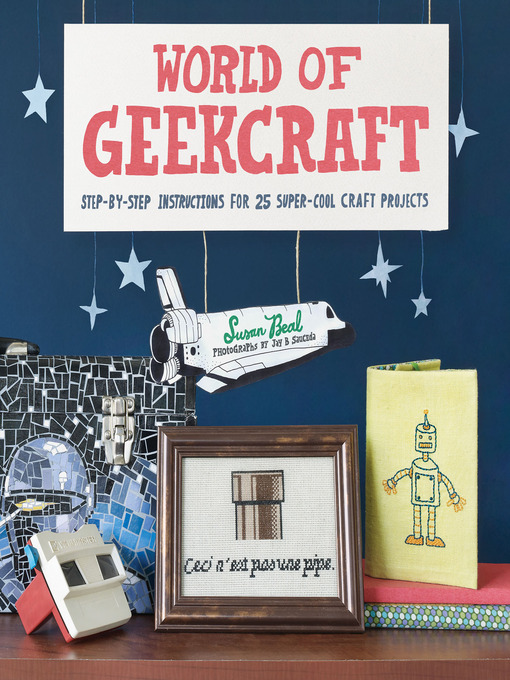 WORLD OF
GEEKCRAFT
STEP-BY-STEP INSTRUCTIONS FOR 25 SUPER-COOL CRAFT PROJECTS
Susan Beal
PHOTOGRAPHS BY Jay B Sauceda
Ceci n'est pas une pipe.